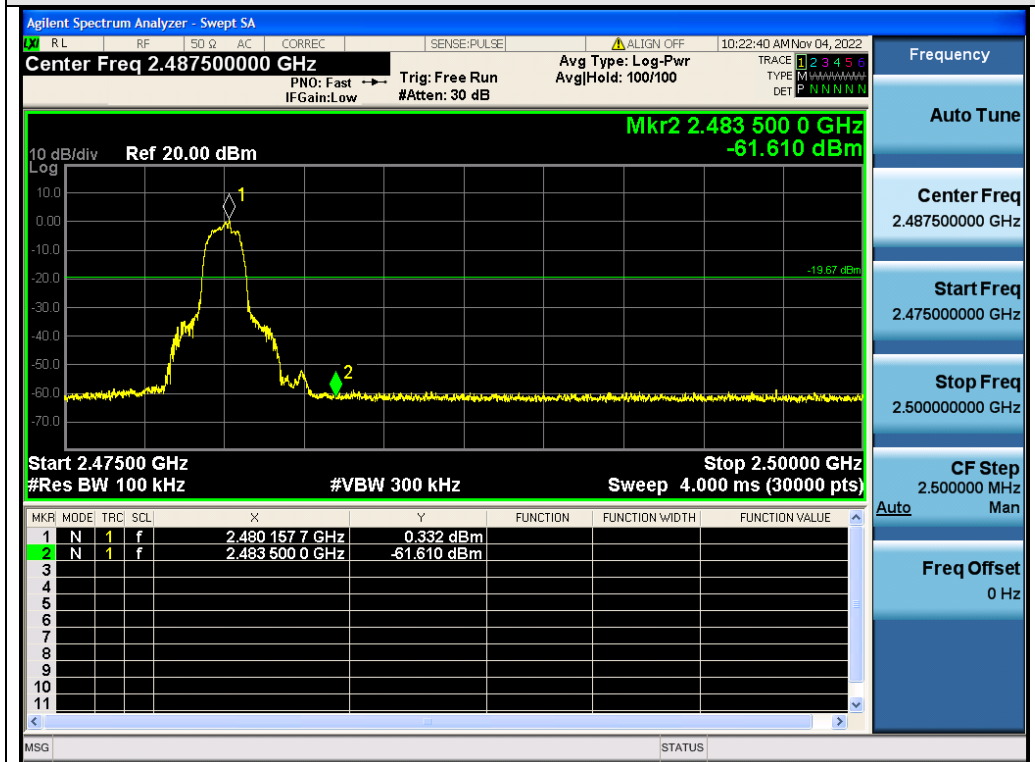 Agilent Spectrum Analyzer - Swept SA
LXI RL RF 50 Ω AC CORREC SENSE:PULSE ALIGN OFF 10:22:40 AM Nov 04, 2022
Center Freq 2.487500000 GHz
PNO: Fast
IFGain:Low
Trig: Free Run
#Atten: 30 dB
Avg Type: Log-Pwr
Avg|Hold: 100/100
TRACE 1 2 3 4 5 6
TYPE M
DET P N N N N N
Mkr2 2.483 500 0 GHz
-61.610 dBm
10 dB/div Ref 20.00 dBm
Log
10.0
0.00
-10.0
-20.0
-30.0
-40.0
-50.0
-60.0
-70.0
1
-19.67 dBm
2
Start 2.47500 GHz Stop 2.50000 GHz
#Res BW 100 kHz #VBW 300 kHz Sweep 4.000 ms (30000 pts)
MKR MODE TRC SCL X Y FUNCTION FUNCTION WIDTH FUNCTION VALUE
1 N 1 f 2.480 157 7 GHz 0.332 dBm
2 N 1 f 2.483 500 0 GHz -61.610 dBm
3
4
5
6
7
8
9
10
11
MSG STATUS
Frequency
Auto Tune
Center Freq
2.487500000 GHz
Start Freq
2.475000000 GHz
Stop Freq
2.500000000 GHz
CF Step
2.500000 MHz
Auto Man
Freq Offset
0 Hz